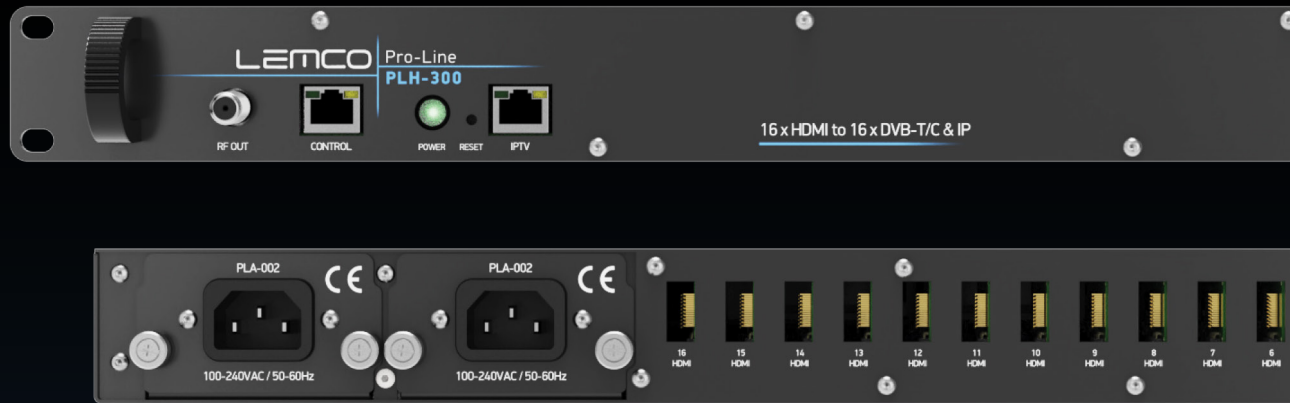 LEMCO
Pro-Line
PLH-300
RF OUT
CONTROL
POWER
RESET
IPTV
16 x HDMI to 16 x DVB-T/C & IP
PLA-002
CE
100-240VAC / 50-60Hz
PLA-002
CE
100-240VAC / 50-60Hz
16
HDMI
15
HDMI
14
HDMI
13
HDMI
12
HDMI
11
HDMI
10
HDMI
9
HDMI
8
HDMI
7
HDMI
6
HDMI